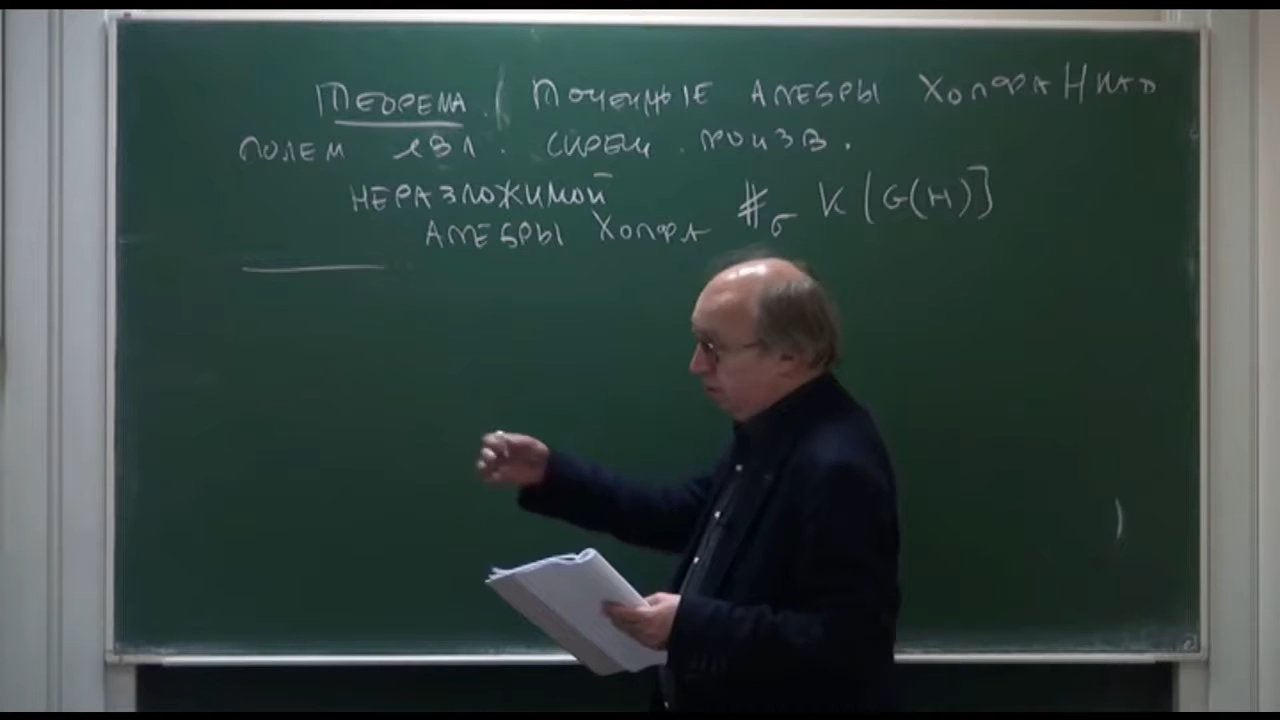 Теорема. Точечные алгебры Хопфа H над
полем явл. скрещ. произв.
неразложимой #σ K[G(H)]
алгебры Хопфа